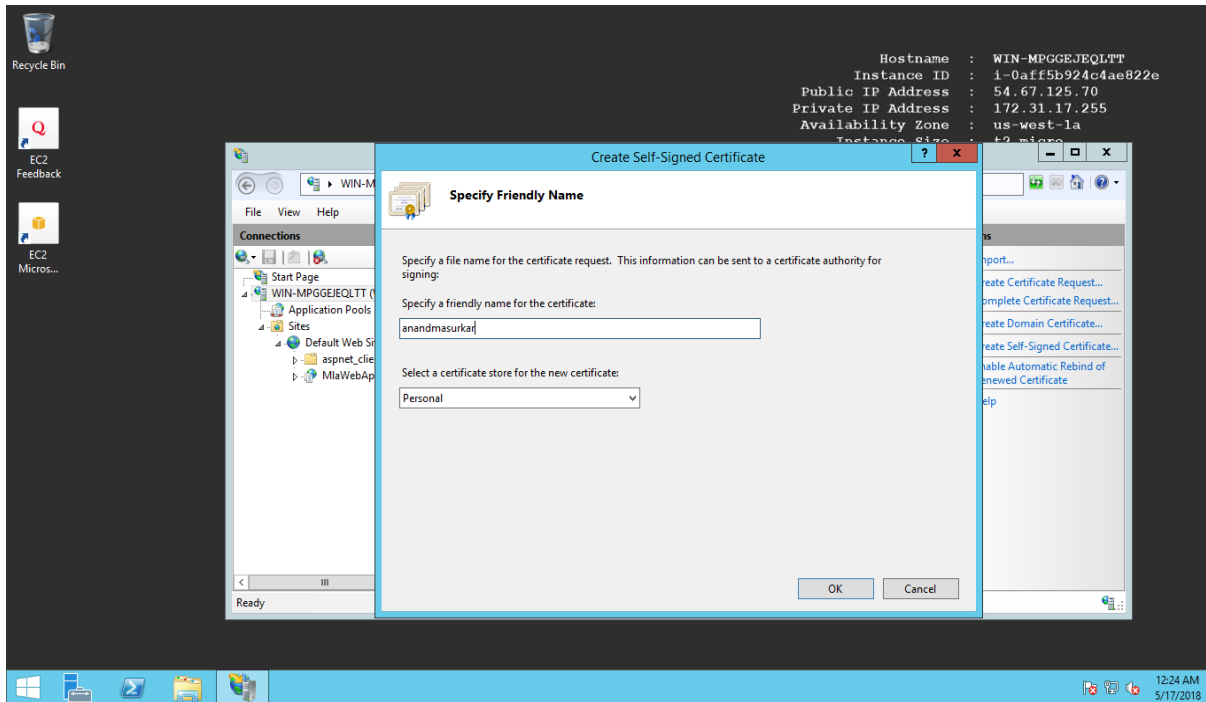 Recycle Bin
EC2
Feedback
EC2
Micros...
Hostname : WIN-MPGGEJEQLTT
Instance ID : i-0aff5b924c4ae822e
Public IP Address : 54.67.125.70
Private IP Address : 172.31.17.255
Availability Zone : us-west-1a
Instance Size : t2.micro
Create Self-Signed Certificate
WIN-M
File View Help
Connections
Start Page
WIN-MPGGEJEQLTT (
Application Pools
Sites
Default Web Si
aspnet_clie
MlaWebAp
Ready
Specify Friendly Name
Specify a file name for the certificate request. This information can be sent to a certificate authority for
signing:
Specify a friendly name for the certificate:
anandmasurkar
Select a certificate store for the new certificate:
Personal
OK Cancel
ns
mport...
reate Certificate Request...
omplete Certificate Request...
reate Domain Certificate...
reate Self-Signed Certificate...
nable Automatic Rebind of
enewed Certificate
elp
12:24 AM
5/17/2018